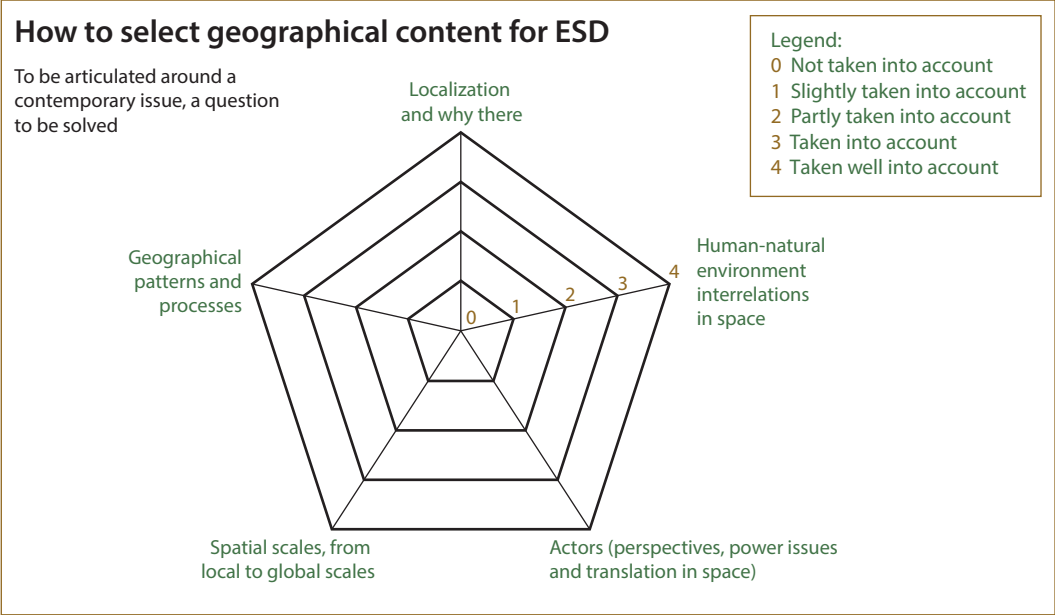 How to select geographical content for ESD
To be articulated around a
contemporary issue, a question
to be solved
Legend:
0 Not taken into account
1 Slightly taken into account
2 Partly taken into account
3 Taken into account
4 Taken well into account
Localization
and why there
Geographical
patterns and
processes
Human-natural
environment
interrelations
in space
0
1
2
3
4
Spatial scales, from
local to global scales
Actors (perspectives, power issues
and translation in space)